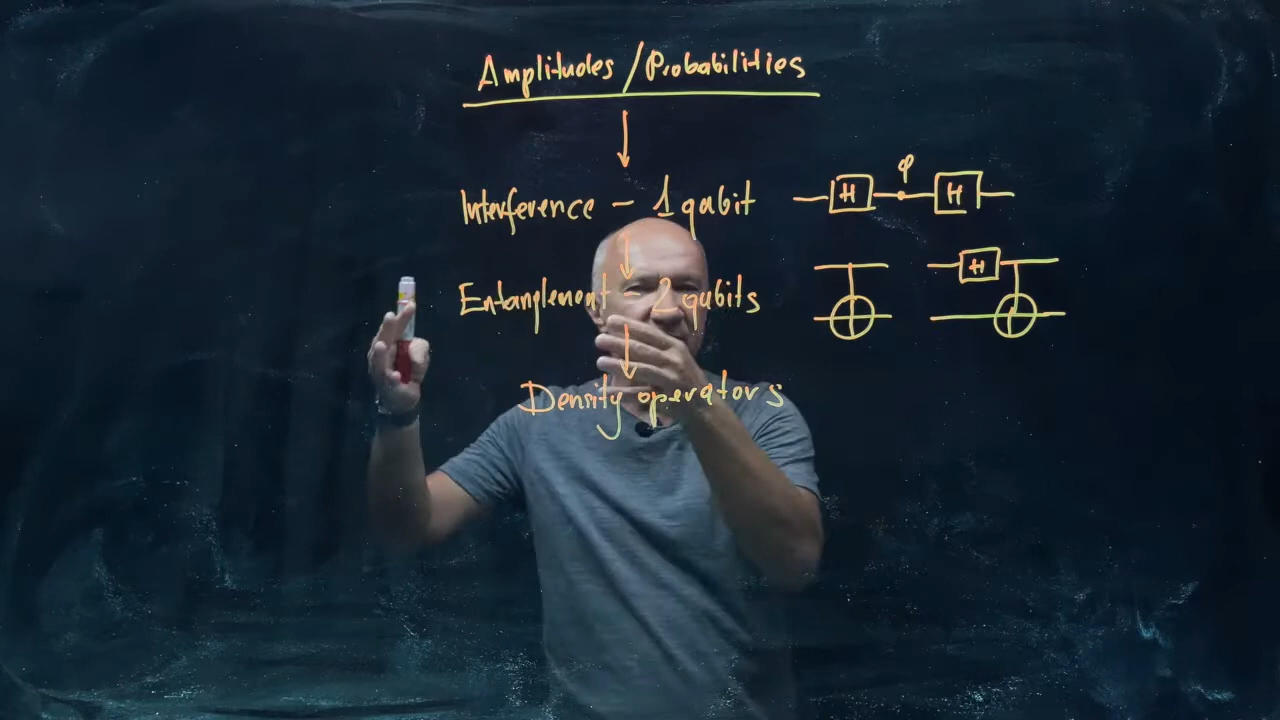 Amplitudes / Probabilities
Interference - 1 qubit
H φ H
Entanglement - 2 qubits
H
Density operators